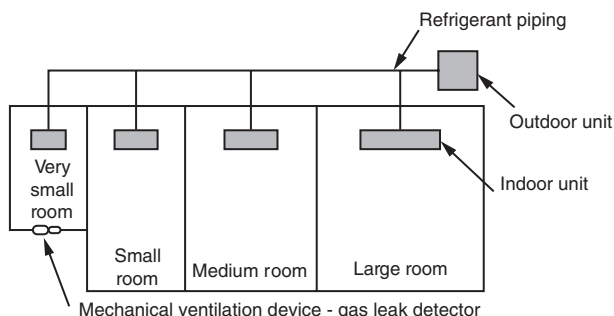 Refrigerant piping
Outdoor unit
Indoor unit
Very
small
room
Small
room
Medium room
Large room
Mechanical ventilation device - gas leak detector